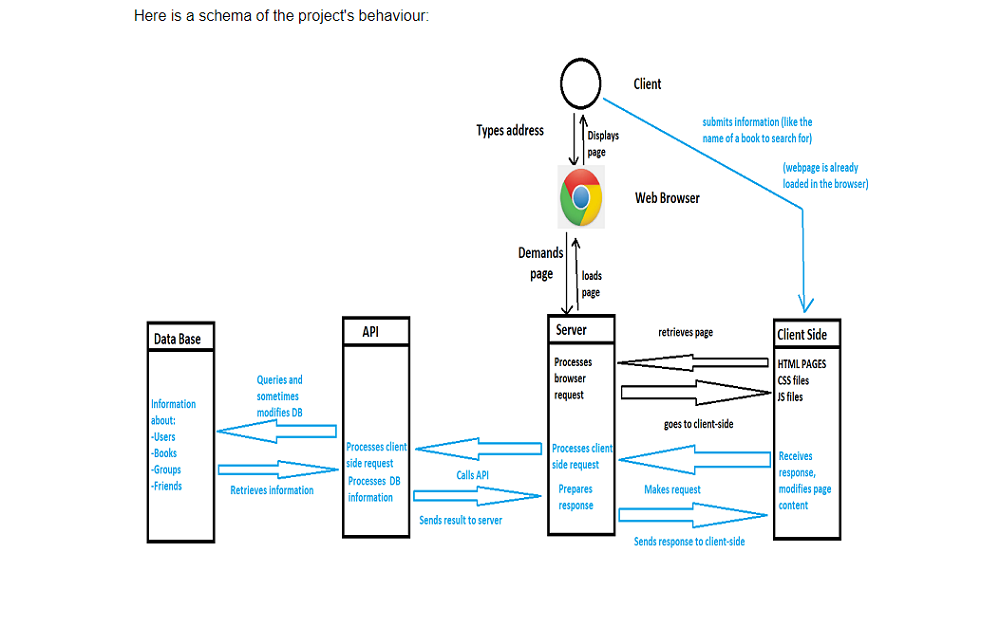 Here is a schema of the project's behaviour:
Client
submits information (like the
name of a book to search for)
Types address
Displays
page
(webpage is already
loaded in the browser)
Web Browser
Demands
page
loads
page
Data Base
Information
about:
-Users
-Books
-Groups
-Friends
Queries and
sometimes
modifies DB
Retrieves information
API
Processes client
side request
Processes DB
information
Calls API
Sends result to server
Server
Processes
browser
request
Processes client
side request
Prepares
response
retrieves page
goes to client-side
Makes request
Sends response to client-side
Client Side
HTML PAGES
CSS files
JS files
Receives
response,
modifies page
content